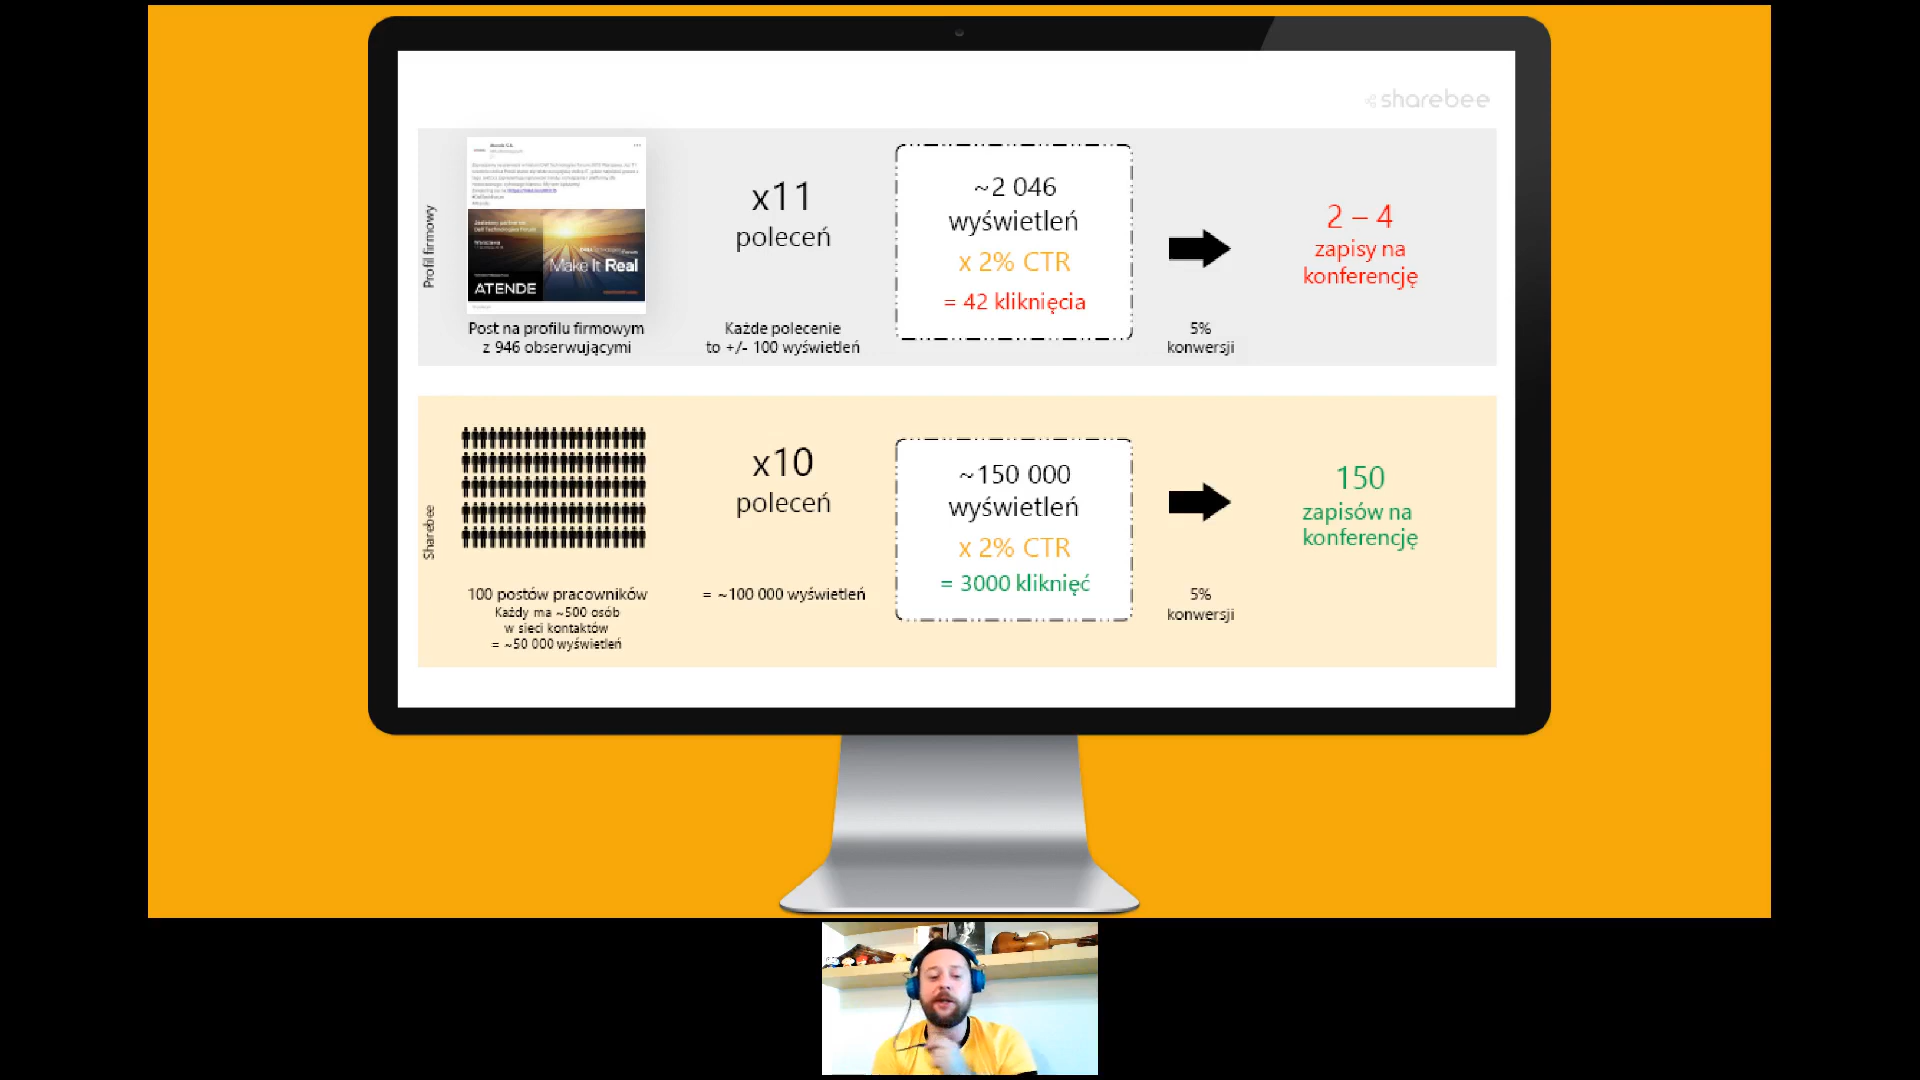 sharebee
Profil firmowy
Atende S.A.
Make It Real
ATENDE
Post na profilu firmowym
z 946 obserwującymi
x11
poleceń
Każde polecenie
to +/- 100 wyświetleń
~2 046
wyświetleń
x 2% CTR
= 42 kliknięcia
5%
konwersji
2 – 4
zapisy na
konferencję
Sharebee
100 postów pracowników
Każdy ma ~500 osób
w sieci kontaktów
= ~50 000 wyświetleń
x10
poleceń
= ~100 000 wyświetleń
~150 000
wyświetleń
x 2% CTR
= 3000 kliknięć
5%
konwersji
150
zapisów na
konferencję